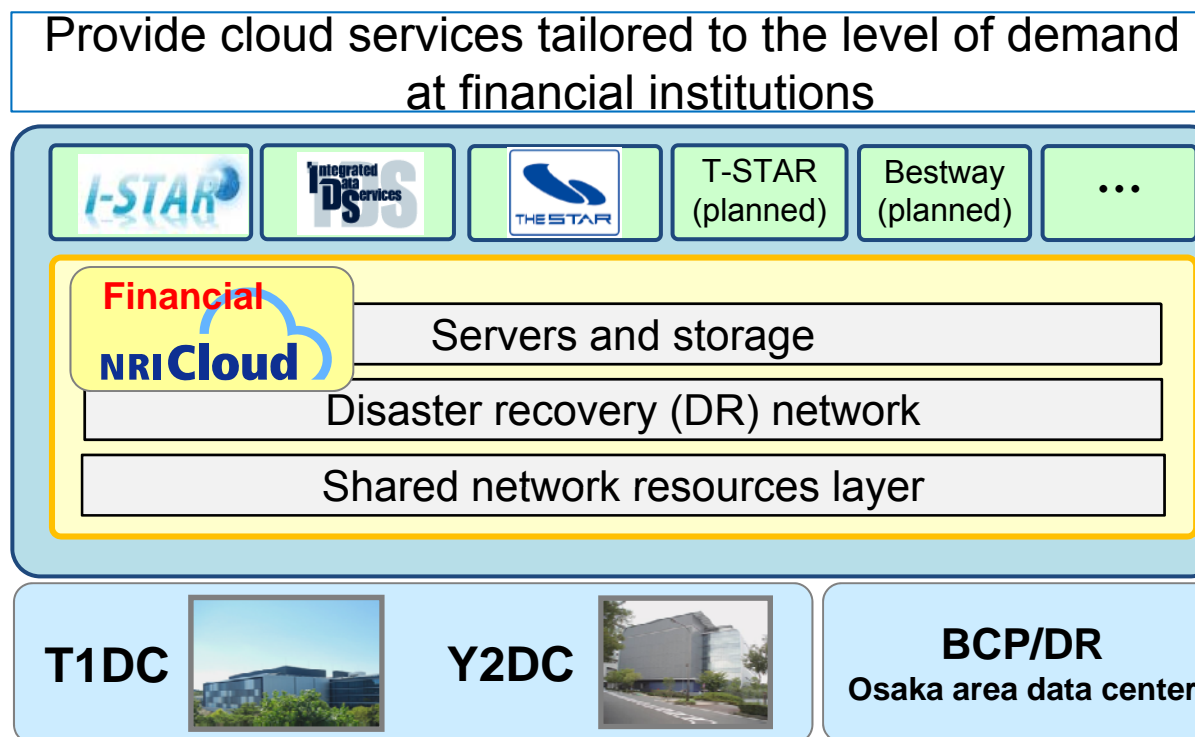 Provide cloud services tailored to the level of demand
at financial institutions
I-STAR
Integrated
Data
Services
IDS
THE STAR
T-STAR
(planned)
Bestway
(planned)
...
Financial
NRI Cloud
Servers and storage
Disaster recovery (DR) network
Shared network resources layer
T1DC
Y2DC
BCP/DR
Osaka area data center